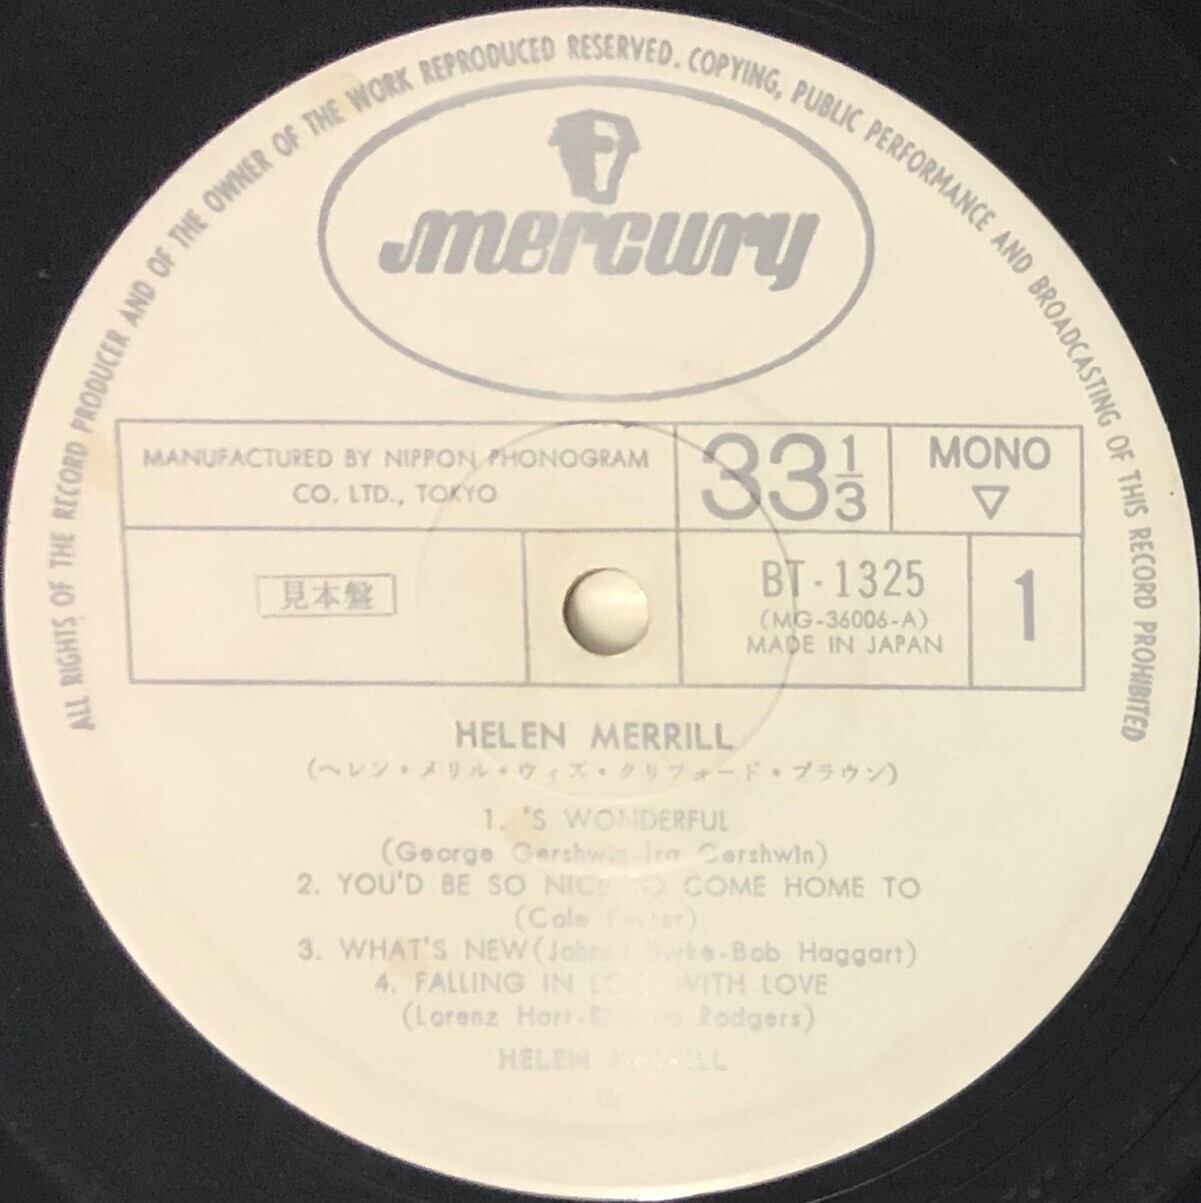 ALL RIGHTS OF THE RECORD PRODUCER AND OF THE OWNER OF THE WORK REPRODUCED RESERVED. COPYING, PUBLIC PERFORMANCE AND BROADCASTING OF THIS RECORD PROHIBITED
mercury
MANUFACTURED BY NIPPON PHONOGRAM
CO. LTD., TOKYO
33 1/3
MONO
▽
見本盤
BT-1325
(MG-36006-A)
MADE IN JAPAN
1
HELEN MERRILL
(ヘレン・メリル・ウィズ・クリフォード・ブラウン)
1. 'S WONDERFUL
(George Gershwin-Ira Gershwin)
2. YOU'D BE SO NICE TO COME HOME TO
(Cole Porter)
3. WHAT'S NEW (Johnny Burke-Bob Haggart)
4. FALLING IN LOVE WITH LOVE
(Lorenz Hart-Richard Rodgers)
HELEN MERRILL